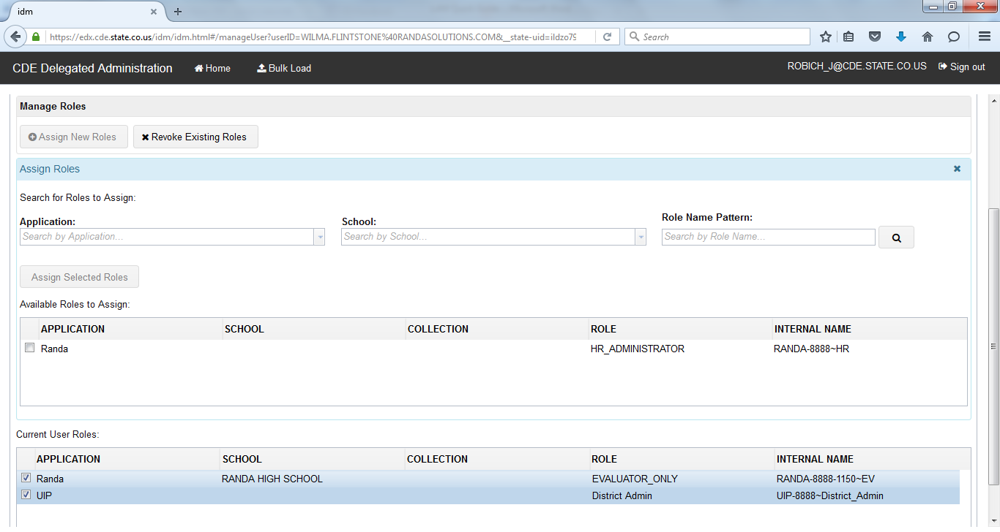 idm
https://edx.cde.state.co.us/idm/idm.html#/manageUser?userID=WILMA.FLINTSTONE%40RANDASOLUTIONS.COM&__state-uid=ildzo79
Search
CDE Delegated Administration Home Bulk Load ROBICH_J@CDE.STATE.CO.US Sign out
Manage Roles
Assign New Roles Revoke Existing Roles
Assign Roles
Search for Roles to Assign:
Application: School: Role Name Pattern:
Search by Application... Search by School... Search by Role Name...
Assign Selected Roles
Available Roles to Assign:
APPLICATION SCHOOL COLLECTION ROLE INTERNAL NAME
Randa HR_ADMINISTRATOR RANDA-8888~HR
Current User Roles:
APPLICATION SCHOOL COLLECTION ROLE INTERNAL NAME
Randa RANDA HIGH SCHOOL EVALUATOR_ONLY RANDA-8888-1150~EV
UIP District Admin UIP-8888~District_Admin